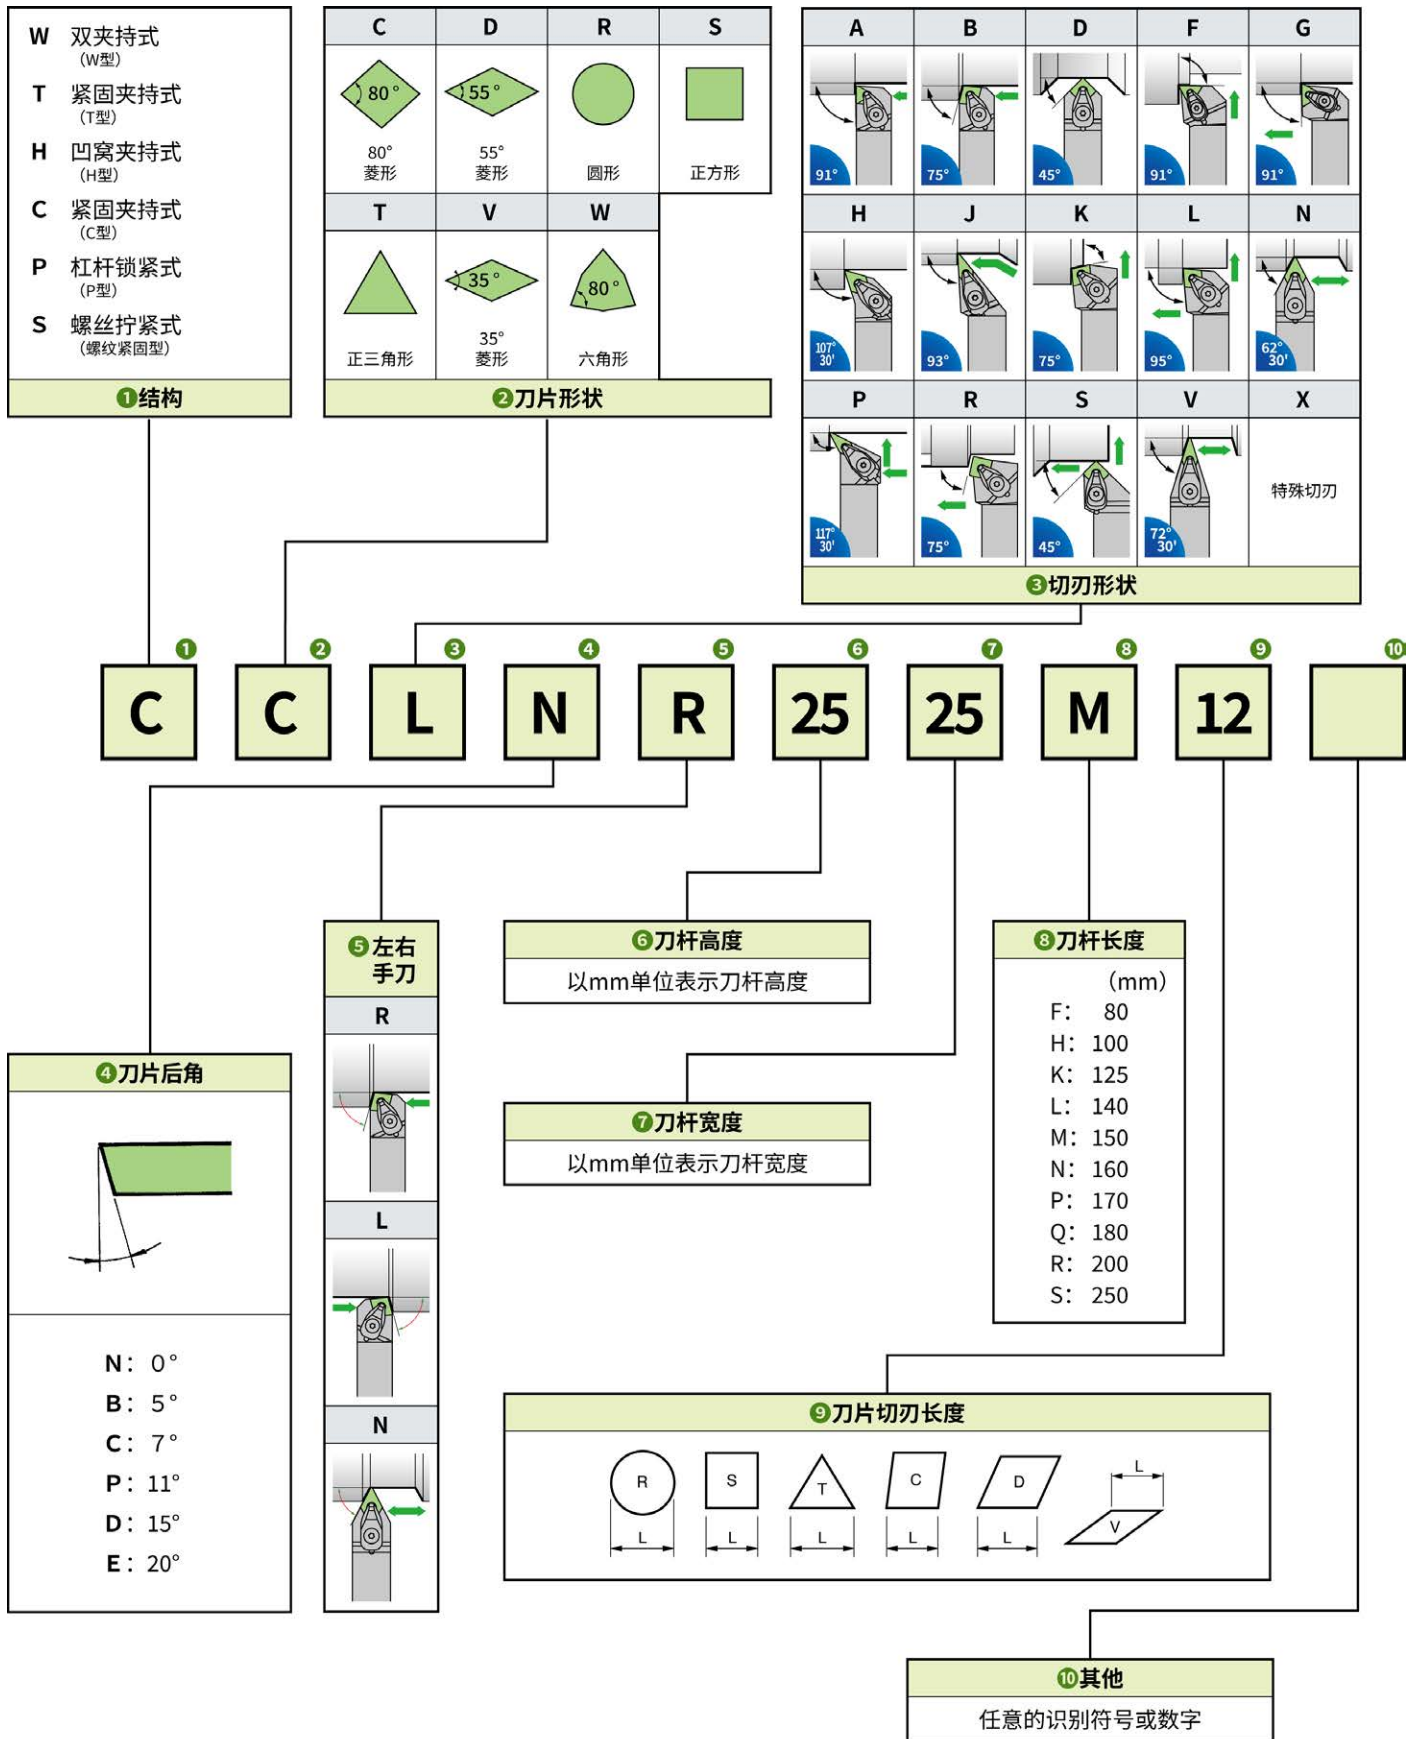 W 双夹持式
（W型）
T 紧固夹持式
（T型）
H 凹窝夹持式
（H型）
C 紧固夹持式
（C型）
P 杠杆锁紧式
（P型）
S 螺丝拧紧式
（螺纹紧固型）
❶结构
C D R S
80° 55°
80° 55°
菱形 菱形 圆形 正方形
T V W
35° 80°
35°
正三角形 菱形 六角形
❷刀片形状
A B D F G
91° 75° 45° 91° 91°
H J K L N
107° 30' 93° 75° 95° 62° 30'
P R S V X
特殊切刃
117° 30' 75° 45° 72° 30'
❸切刃形状
❶ ❷ ❸ ❹ ❺ ❻ ❼ ❽ ❾ ❿
C C L N R 25 25 M 12
❹刀片后角
N：0°
B：5°
C：7°
P：11°
D：15°
E：20°
❺左右
手刀
R
L
N
❻刀杆高度
以mm单位表示刀杆高度
❼刀杆宽度
以mm单位表示刀杆宽度
❽刀杆长度
（mm）
F： 80
H：100
K：125
L：140
M：150
N：160
P：170
Q：180
R：200
S：250
❾刀片切刃长度
R S T C D V
L L L L L L
❿其他
任意的识别符号或数字